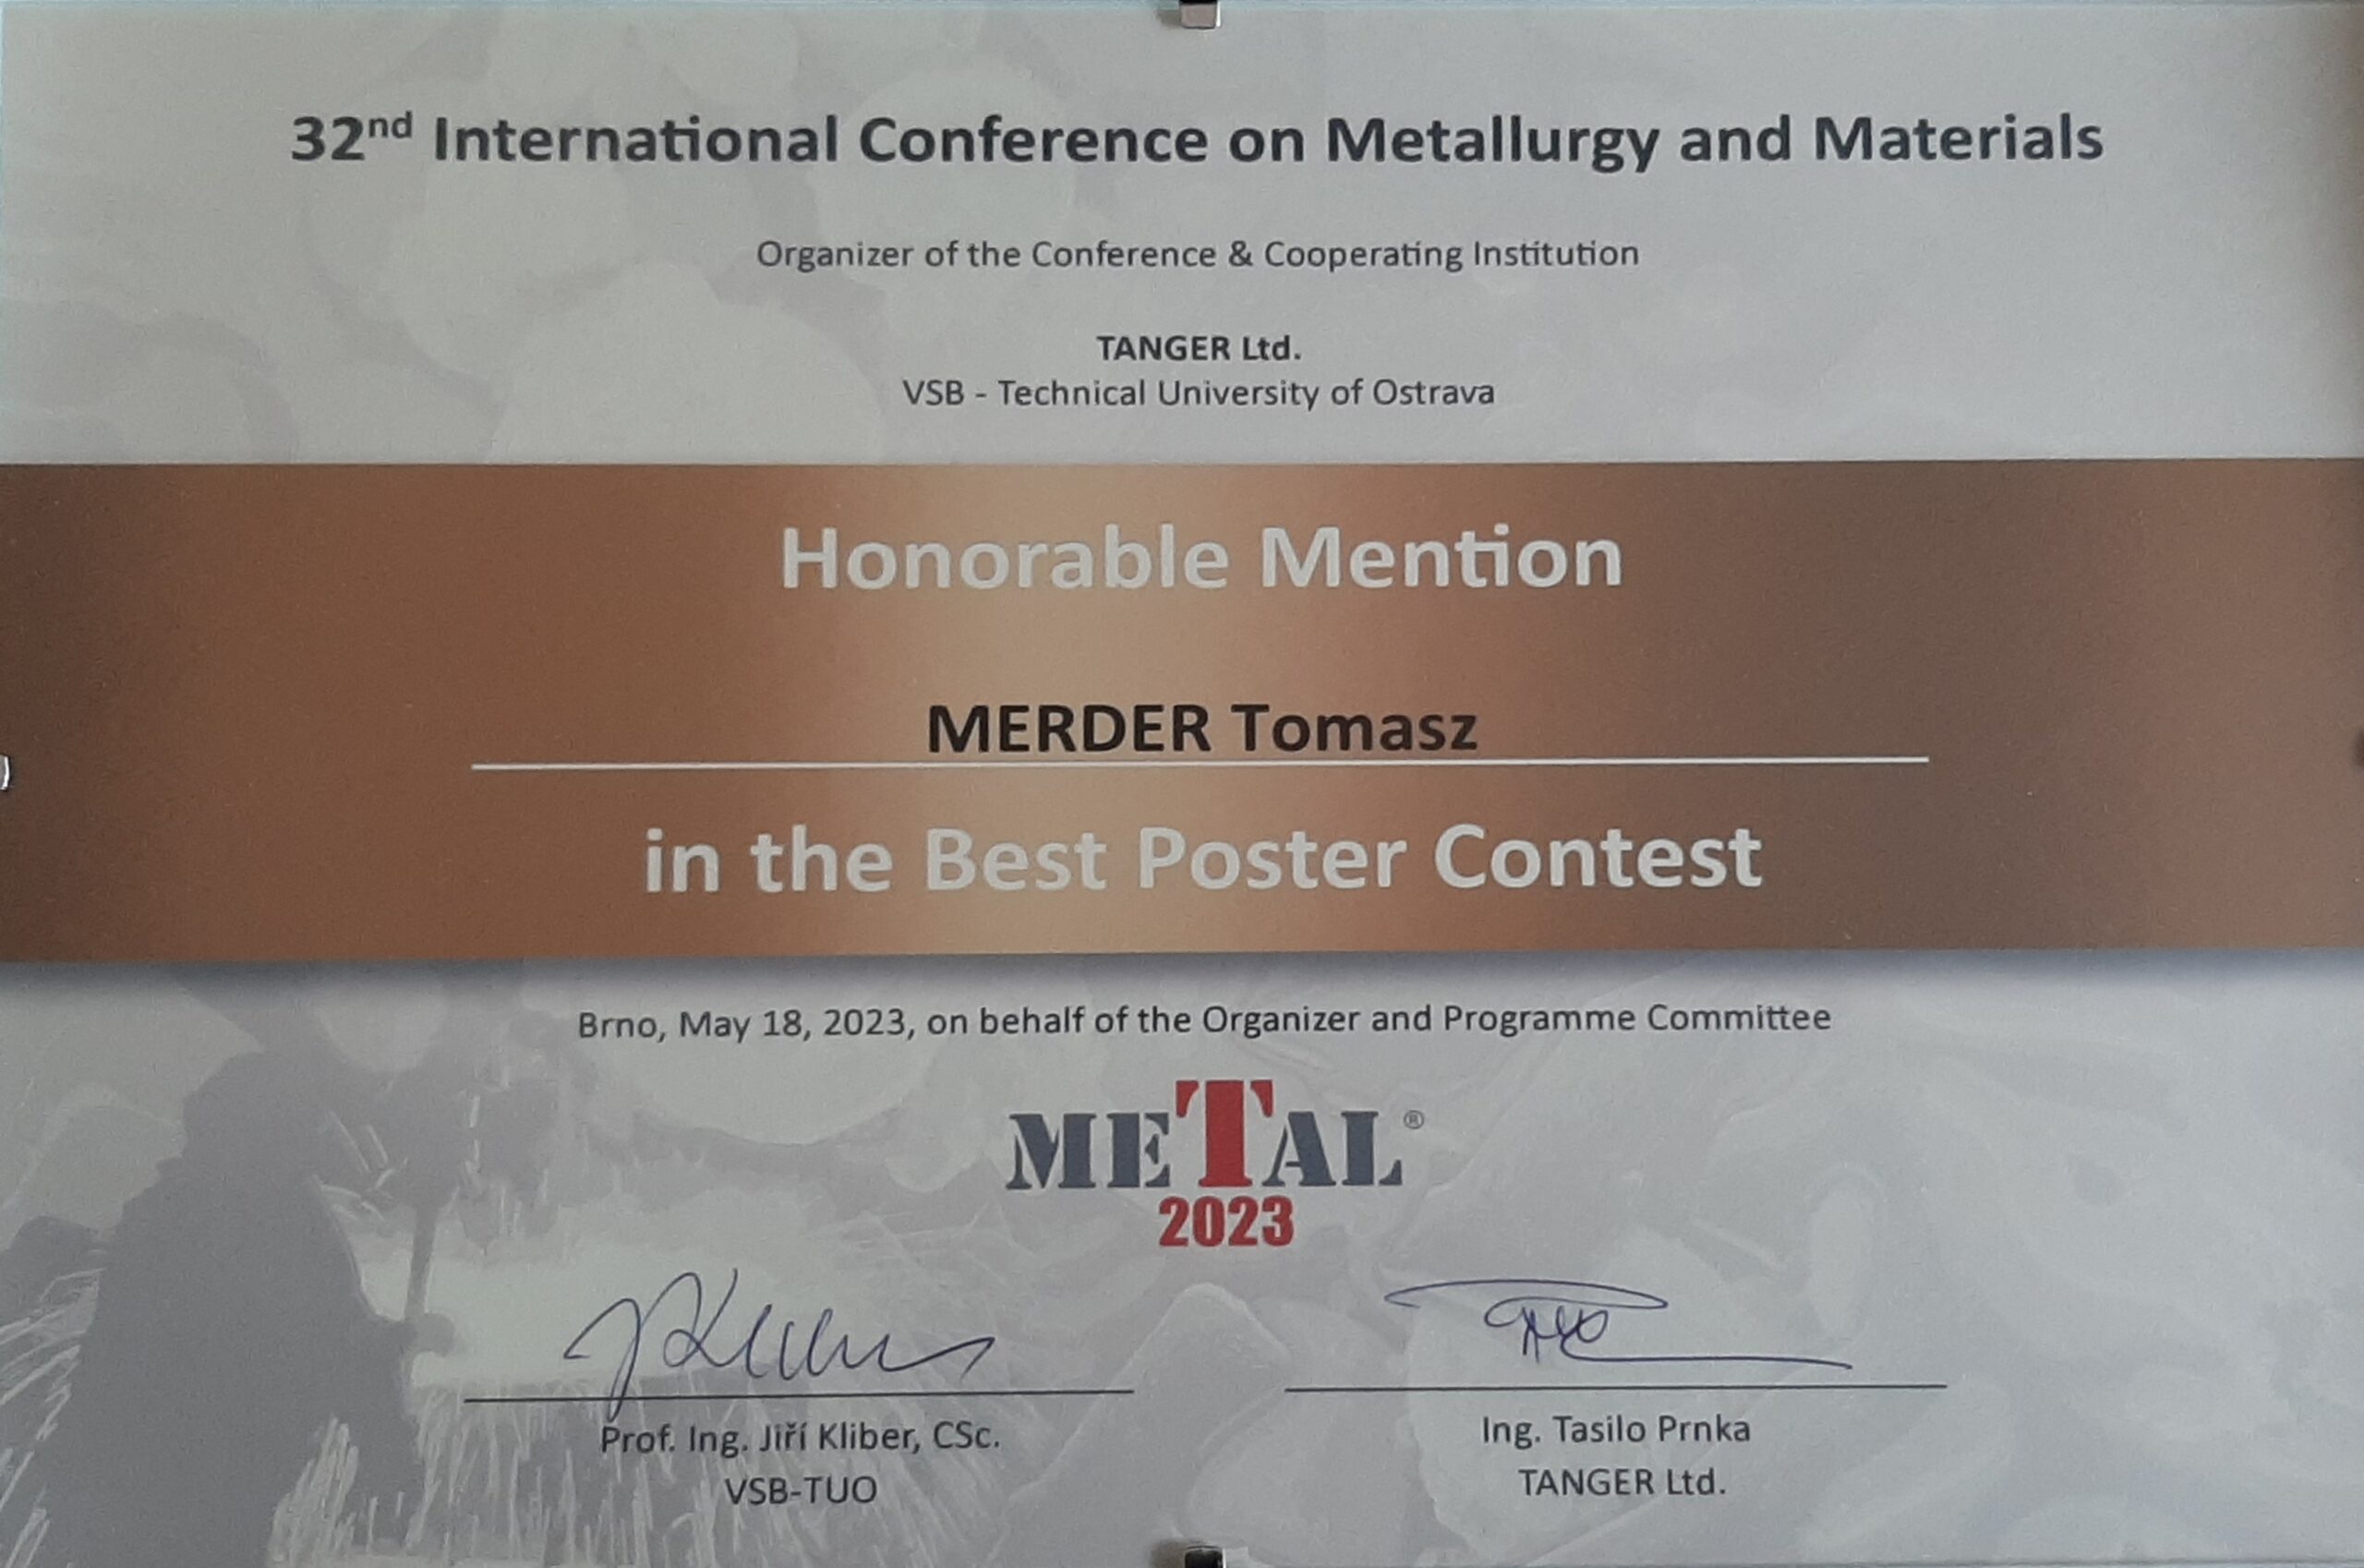 32nd International Conference on Metallurgy and Materials
Organizer of the Conference & Cooperating Institution
TANGER Ltd.
VSB - Technical University of Ostrava
Honorable Mention
MERDER Tomasz
in the Best Poster Contest
Brno, May 18, 2023, on behalf of the Organizer and Programme Committee
METAL®
2023
Prof. Ing. Jiří Kliber, CSc.
VSB-TUO
Ing. Tasilo Prnka
TANGER Ltd.